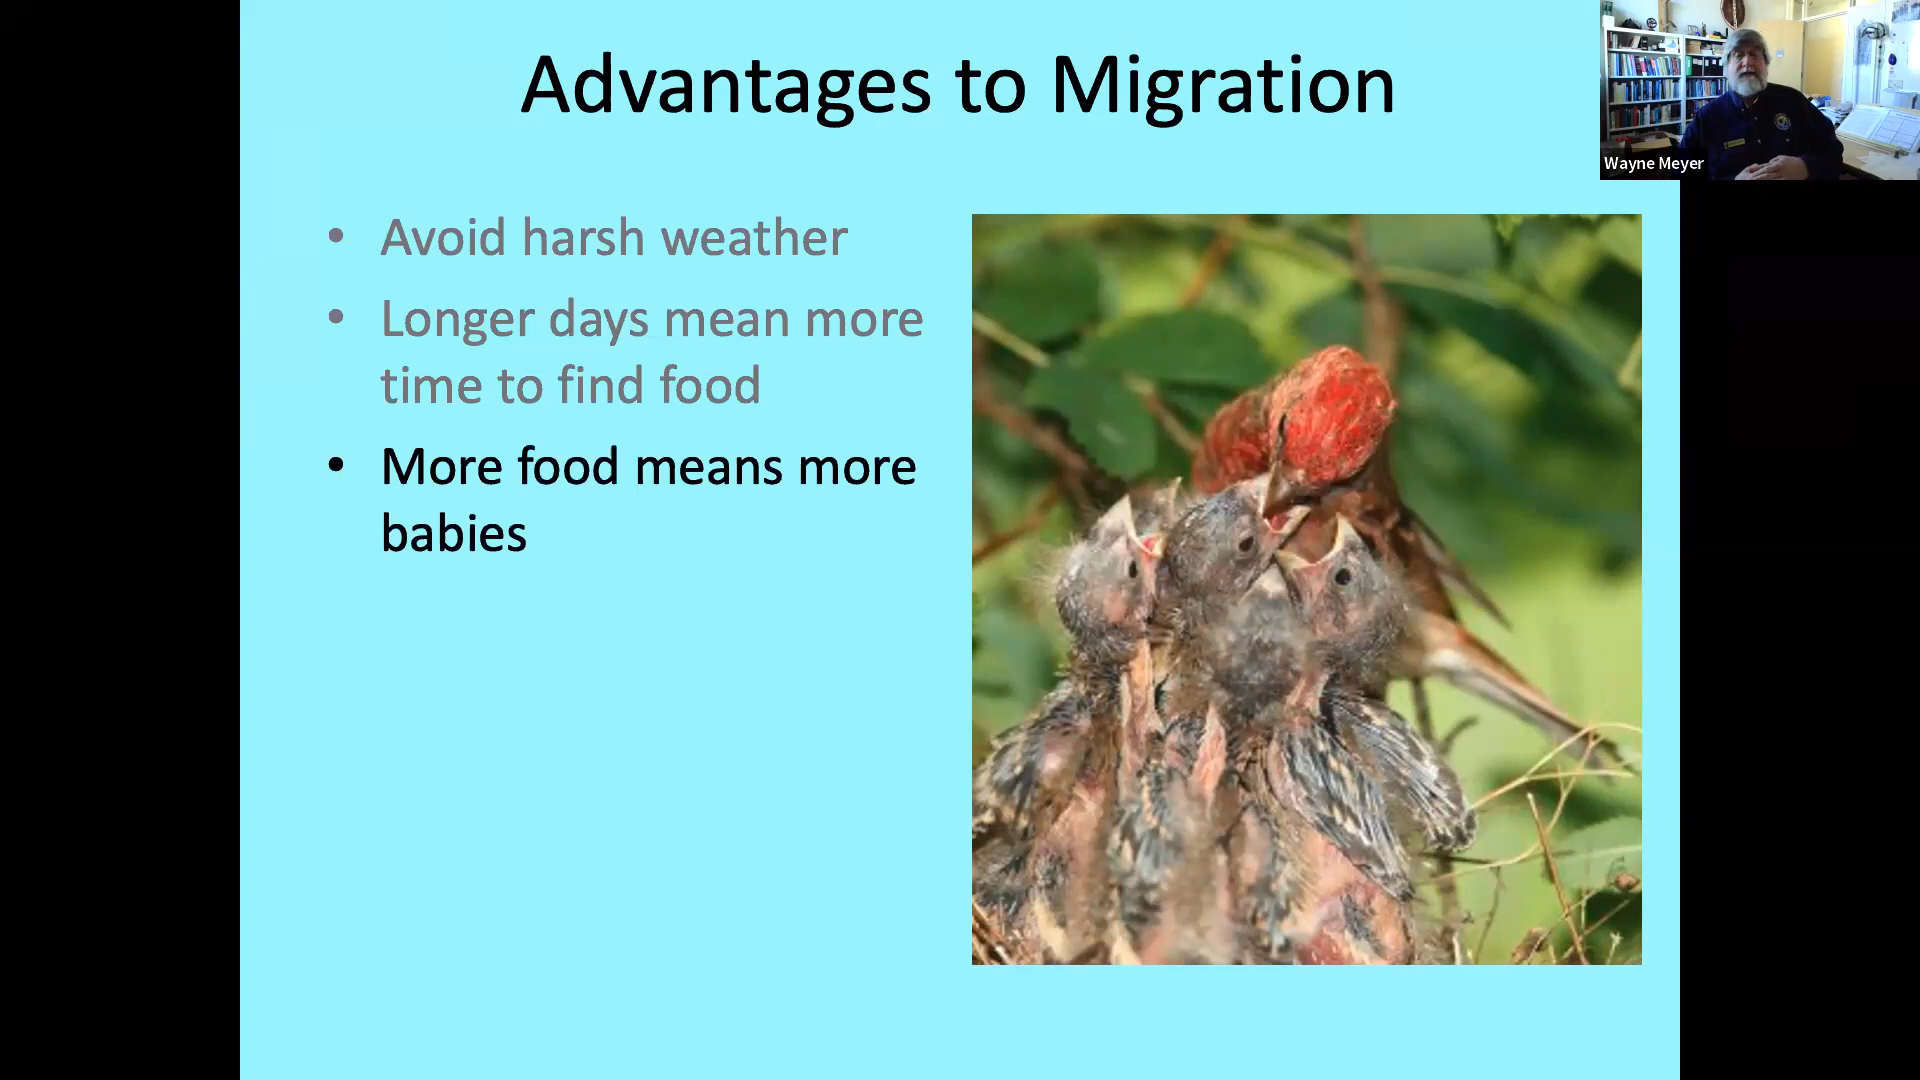 Advantages to Migration
Wayne Meyer
• Avoid harsh weather
• Longer days mean more
time to find food
• More food means more
babies